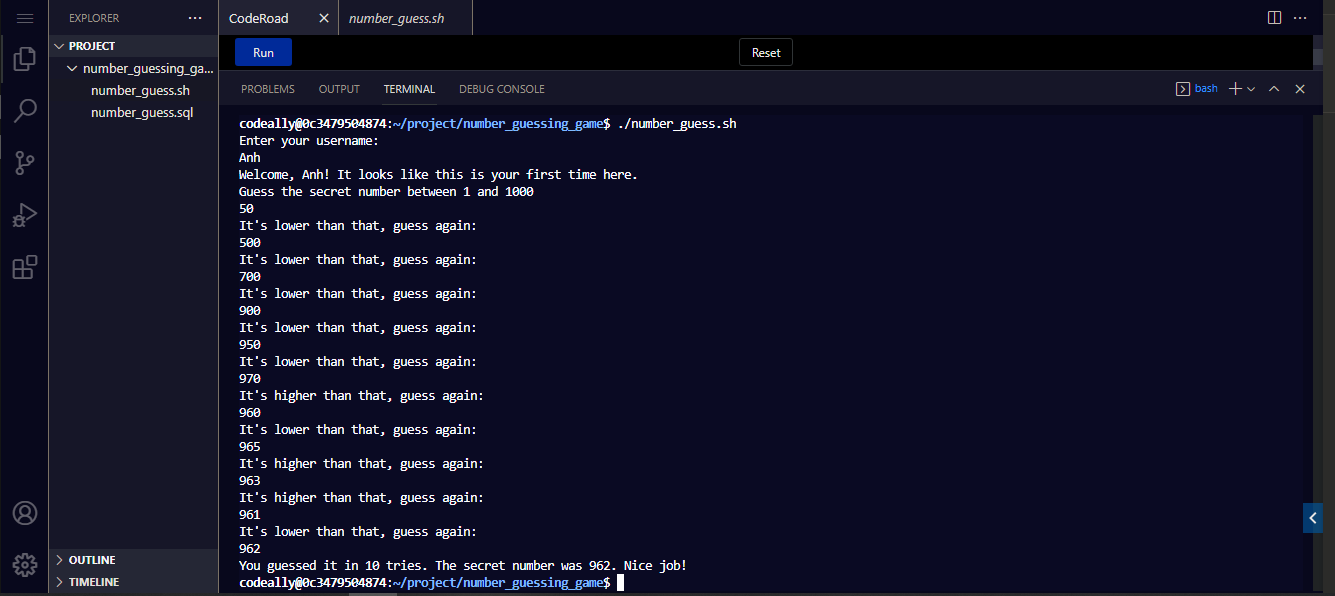 EXPLORER
PROJECT
number_guessing_ga...
number_guess.sh
number_guess.sql
OUTLINE
TIMELINE
CodeRoad
number_guess.sh
Run
Reset
PROBLEMS OUTPUT TERMINAL DEBUG CONSOLE
bash
codeally@0c3479504874:~/project/number_guessing_game$ ./number_guess.sh
Enter your username:
Anh
Welcome, Anh! It looks like this is your first time here.
Guess the secret number between 1 and 1000
50
It's lower than that, guess again:
500
It's lower than that, guess again:
700
It's lower than that, guess again:
900
It's lower than that, guess again:
950
It's lower than that, guess again:
970
It's higher than that, guess again:
960
It's lower than that, guess again:
965
It's higher than that, guess again:
963
It's higher than that, guess again:
961
It's lower than that, guess again:
962
You guessed it in 10 tries. The secret number was 962. Nice job!
codeally@0c3479504874:~/project/number_guessing_game$